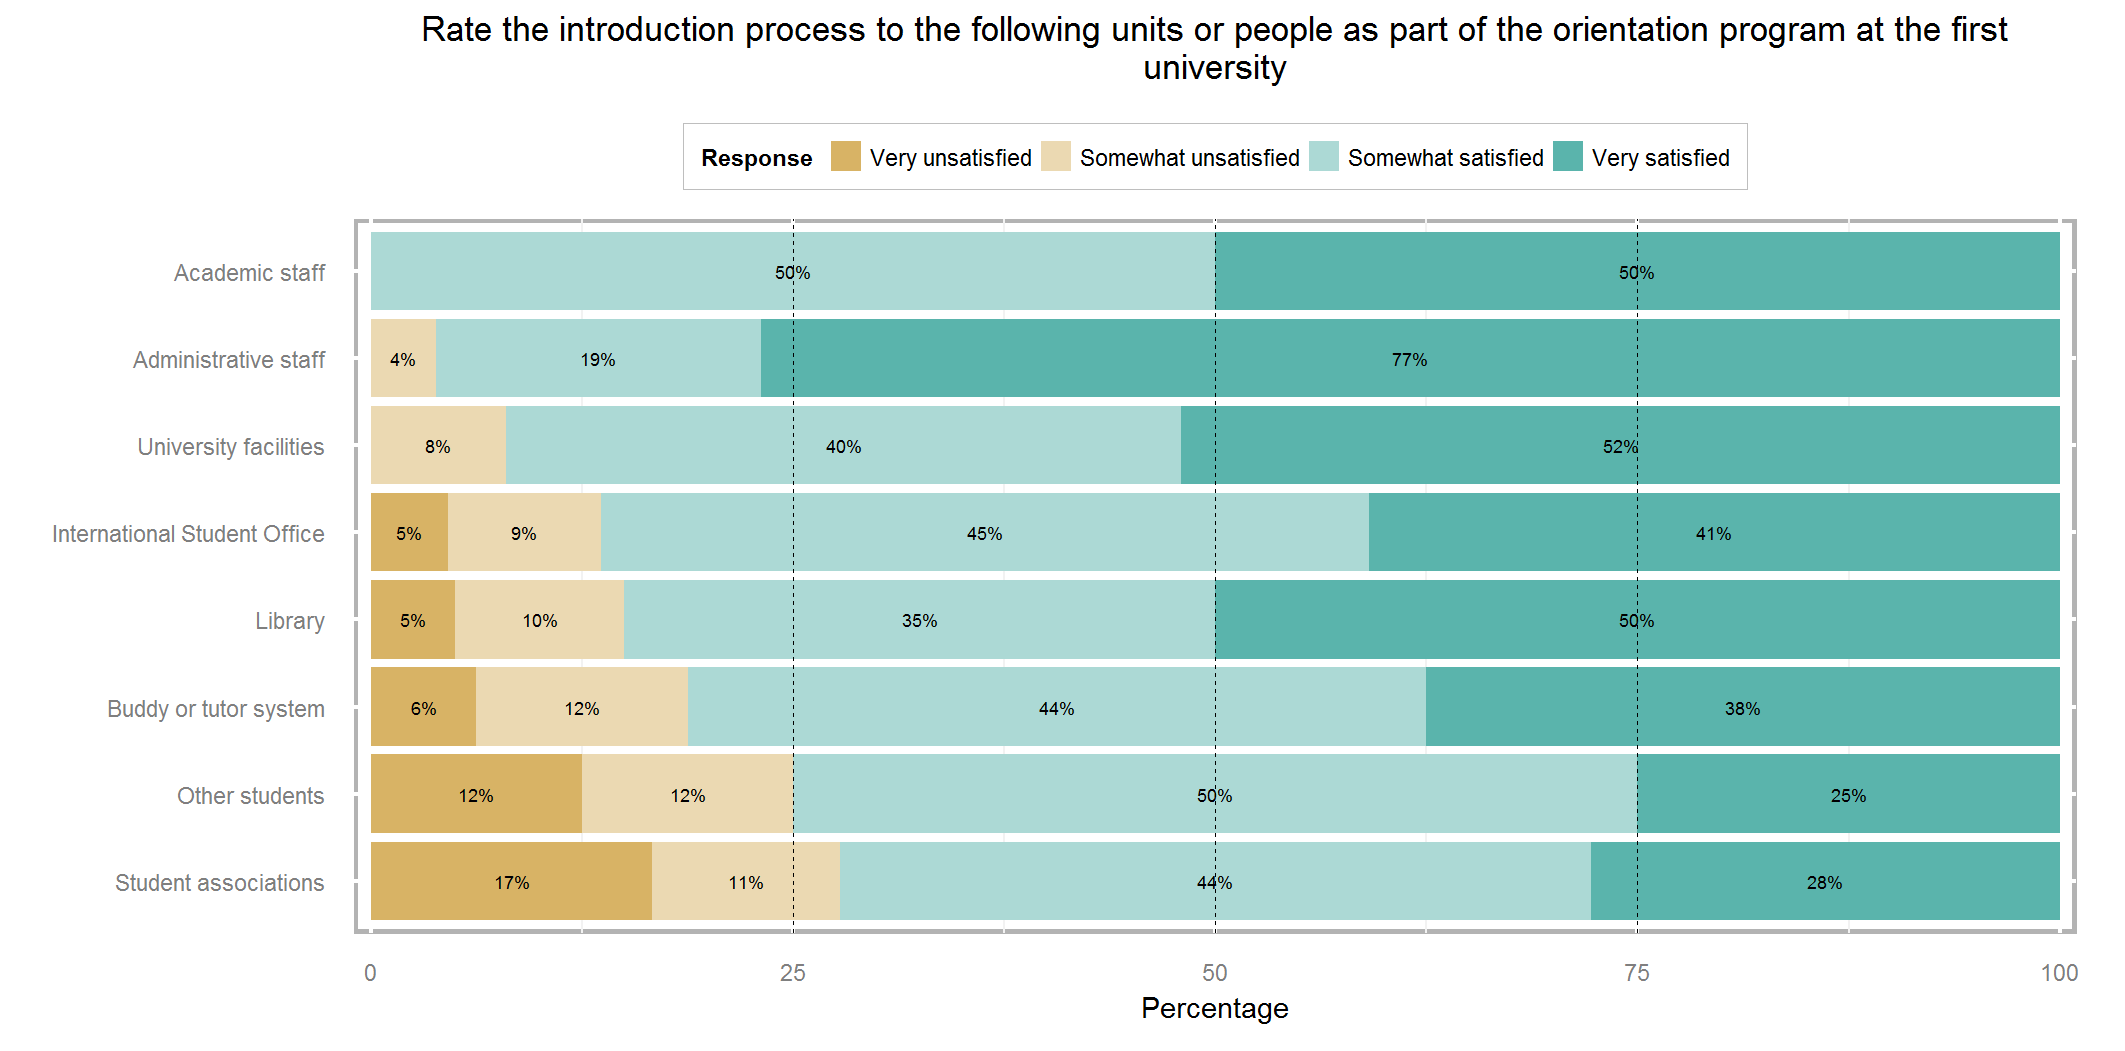 Rate the introduction process to the following units or people as part of the orientation program at the first
university
Response Very unsatisfied Somewhat unsatisfied Somewhat satisfied Very satisfied
Academic staff 50% 50%
Administrative staff 4% 19% 77%
University facilities 8% 40% 52%
International Student Office 5% 9% 45% 41%
Library 5% 10% 35% 50%
Buddy or tutor system 6% 12% 44% 38%
Other students 12% 12% 50% 25%
Student associations 17% 11% 44% 28%
0 25 50 75 100
Percentage